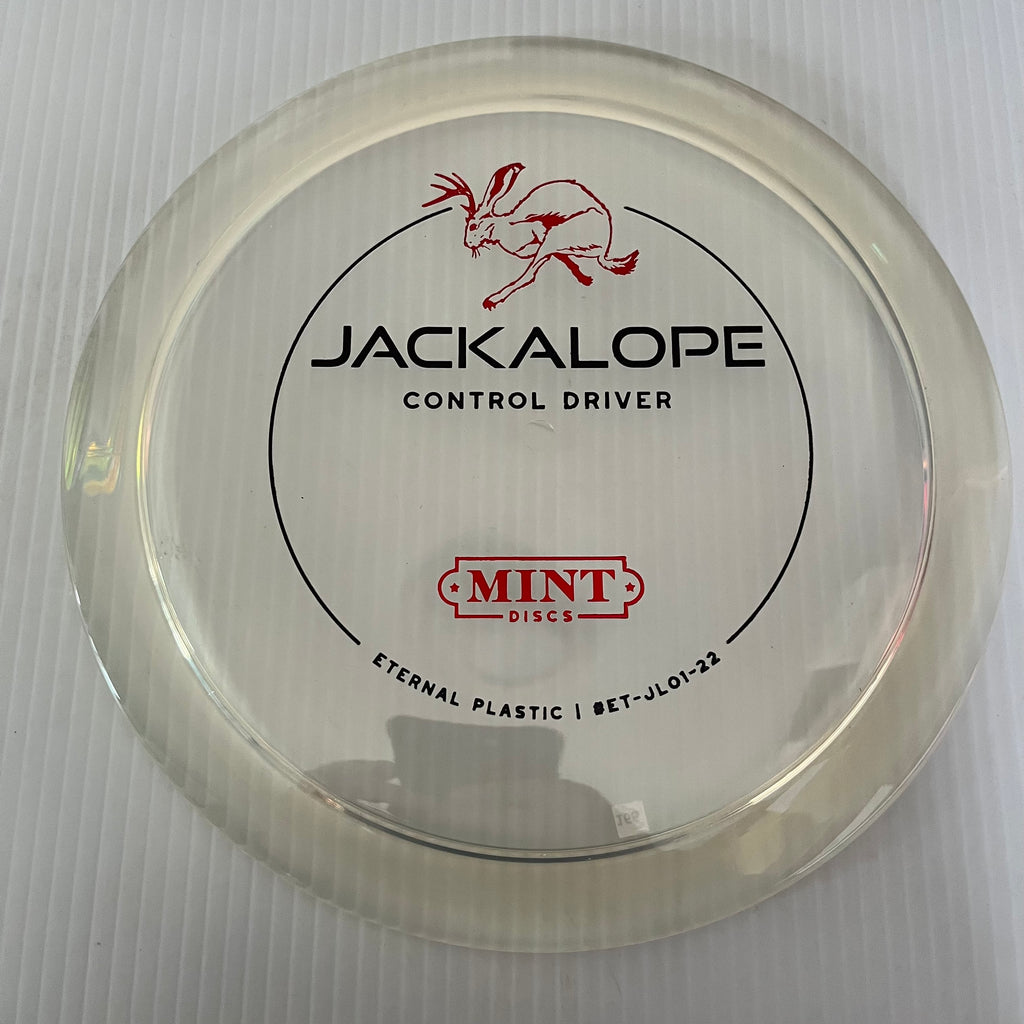 JACKALOPE
CONTROL DRIVER
MINT
DISCS
ETERNAL PLASTIC | #ET-JL01-22